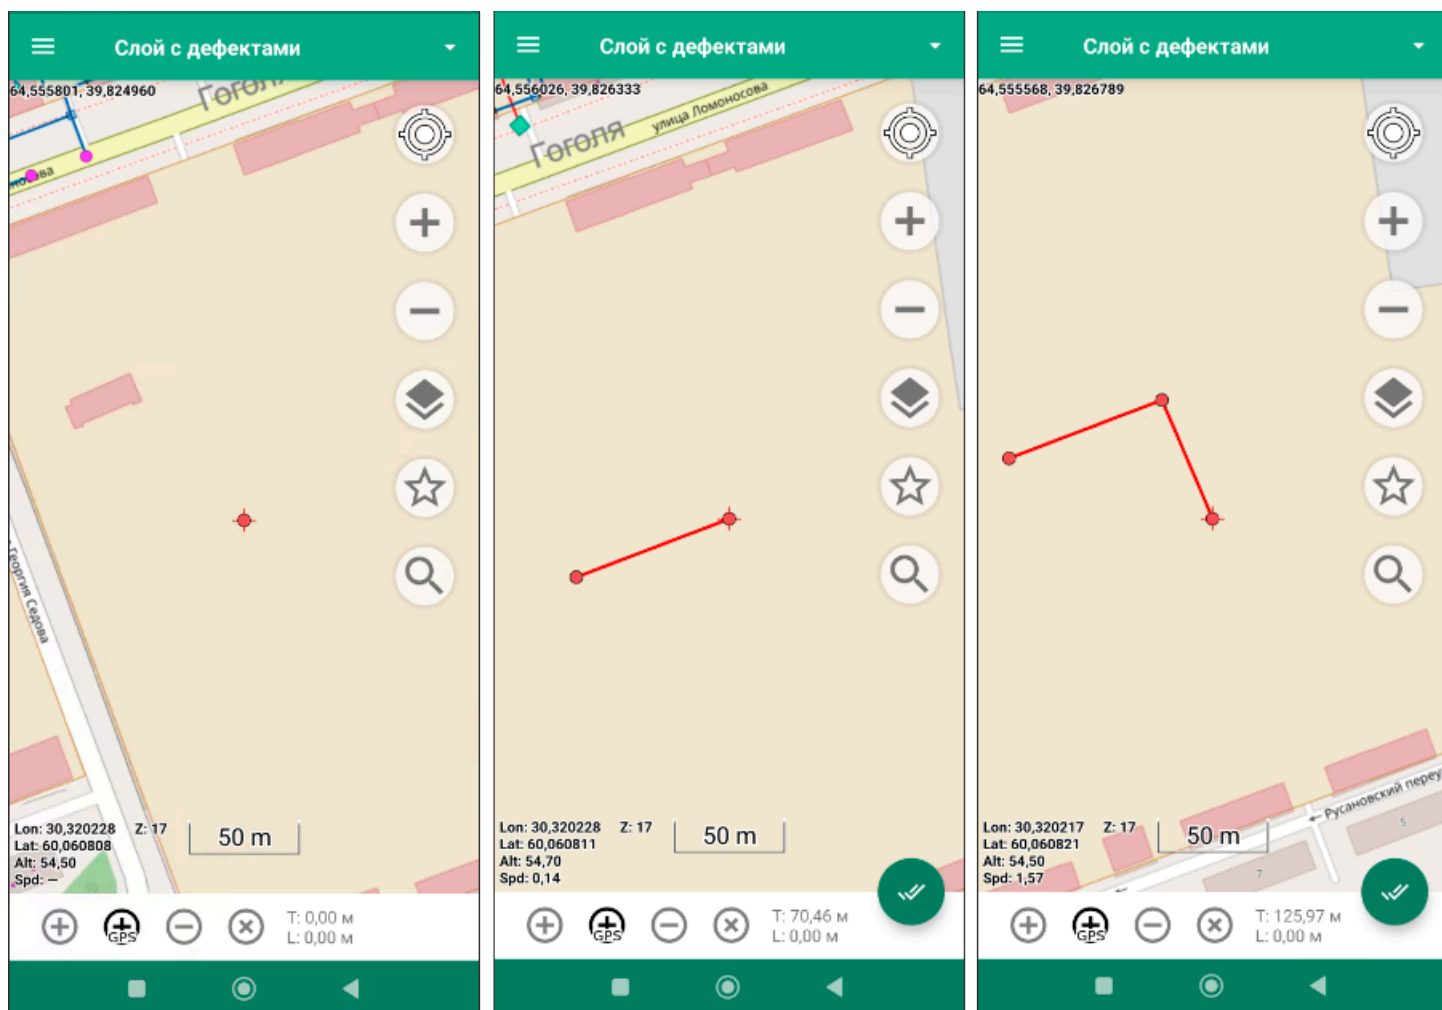 Слой с дефектами
64,555801, 39,824960
Гоголя
Георгия Седова
Lon: 30,320228 Z: 17
Lat: 60,060808
Alt: 54,50
Spd: —
50 m
GPS
T: 0,00 м
L: 0,00 м
Слой с дефектами
64,556026, 39,826333
улица Ломоносова
Гоголя
Lon: 30,320228 Z: 17
Lat: 60,060811
Alt: 54,70
Spd: 0,14
50 m
GPS
T: 70,46 м
L: 0,00 м
Слой с дефектами
64,555568, 39,826789
Русановский переу
5
7
Lon: 30,320217 Z: 17
Lat: 60,060821
Alt: 54,50
Spd: 1,57
50 m
GPS
T: 125,97 м
L: 0,00 м